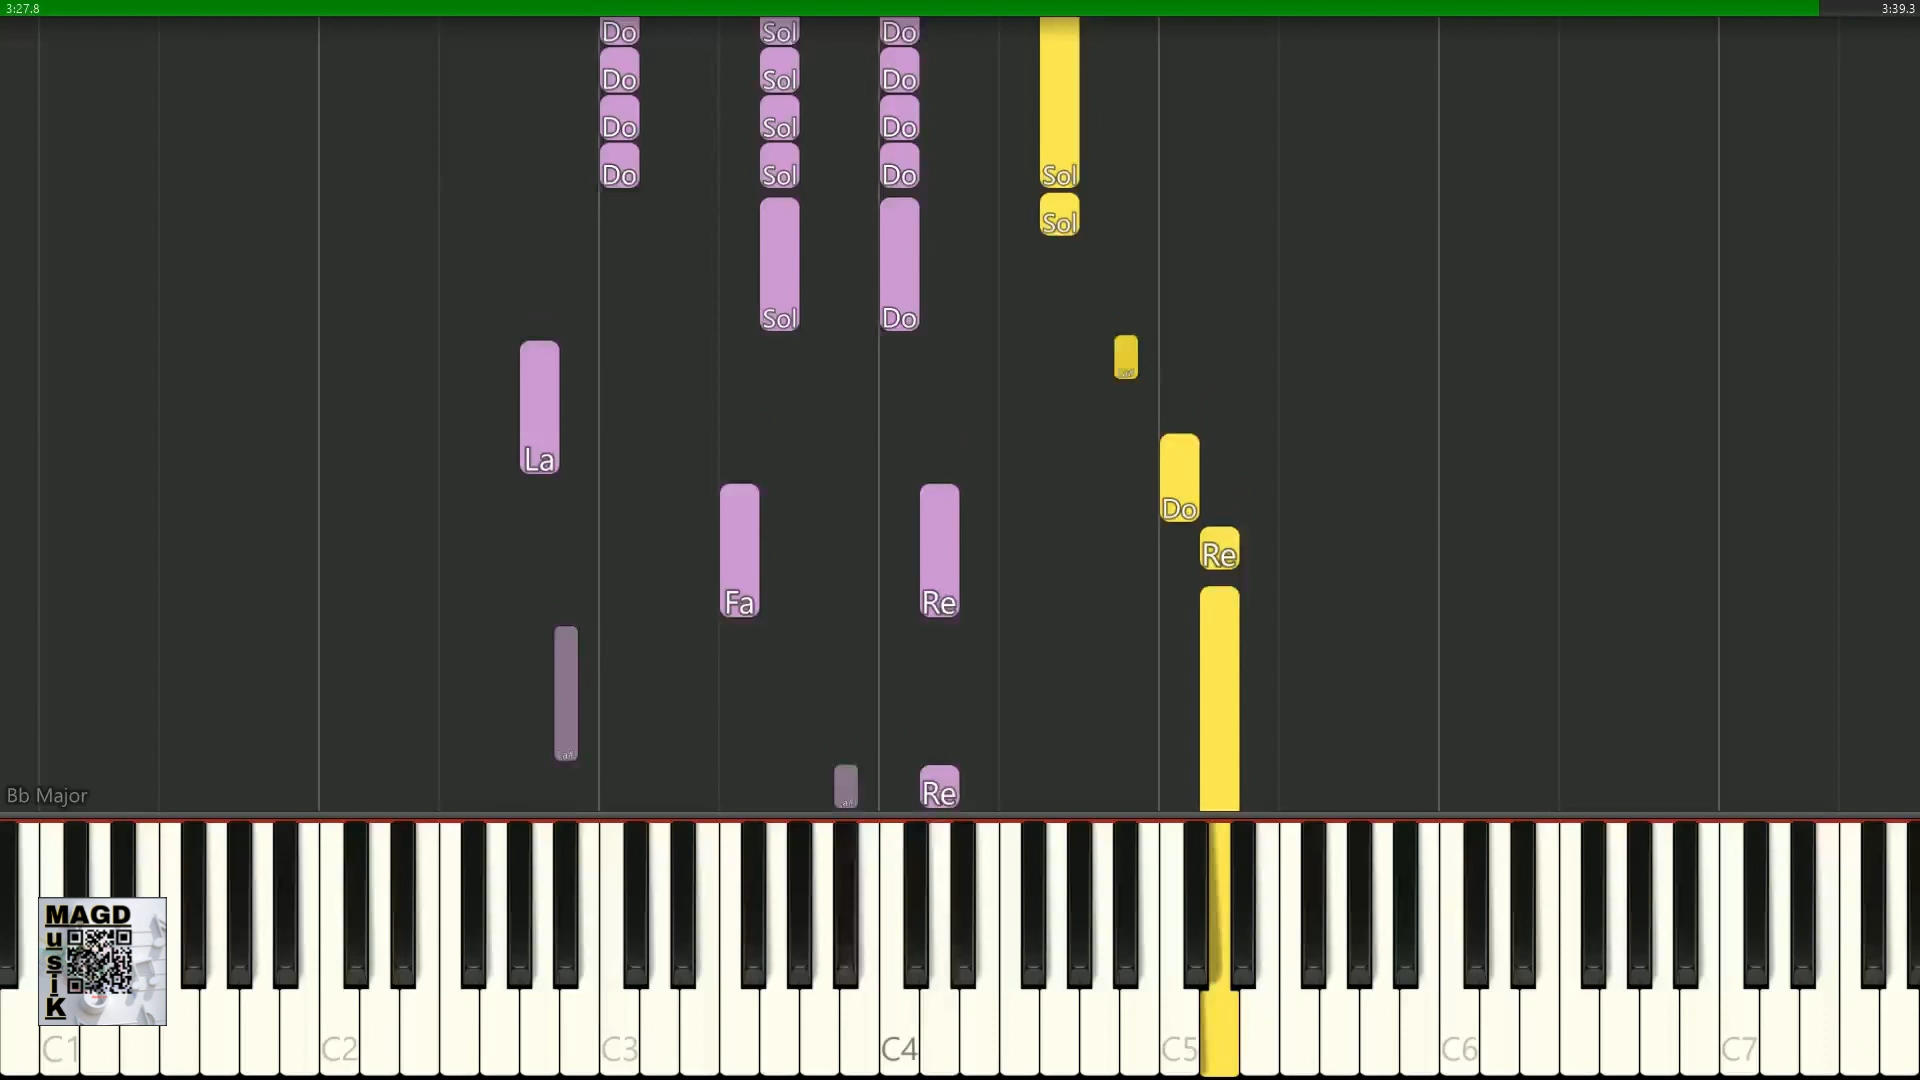 3:27.8 3:39.3
Do Sol Do
Do Sol Do
Do Sol Do
Do Sol Do Sol
Sol
Sol Do
La
Do
Re
Fa Re
La#
Re
Bb Major
MAGD
usiK
C1 C2 C3 C4 C5 C6 C7